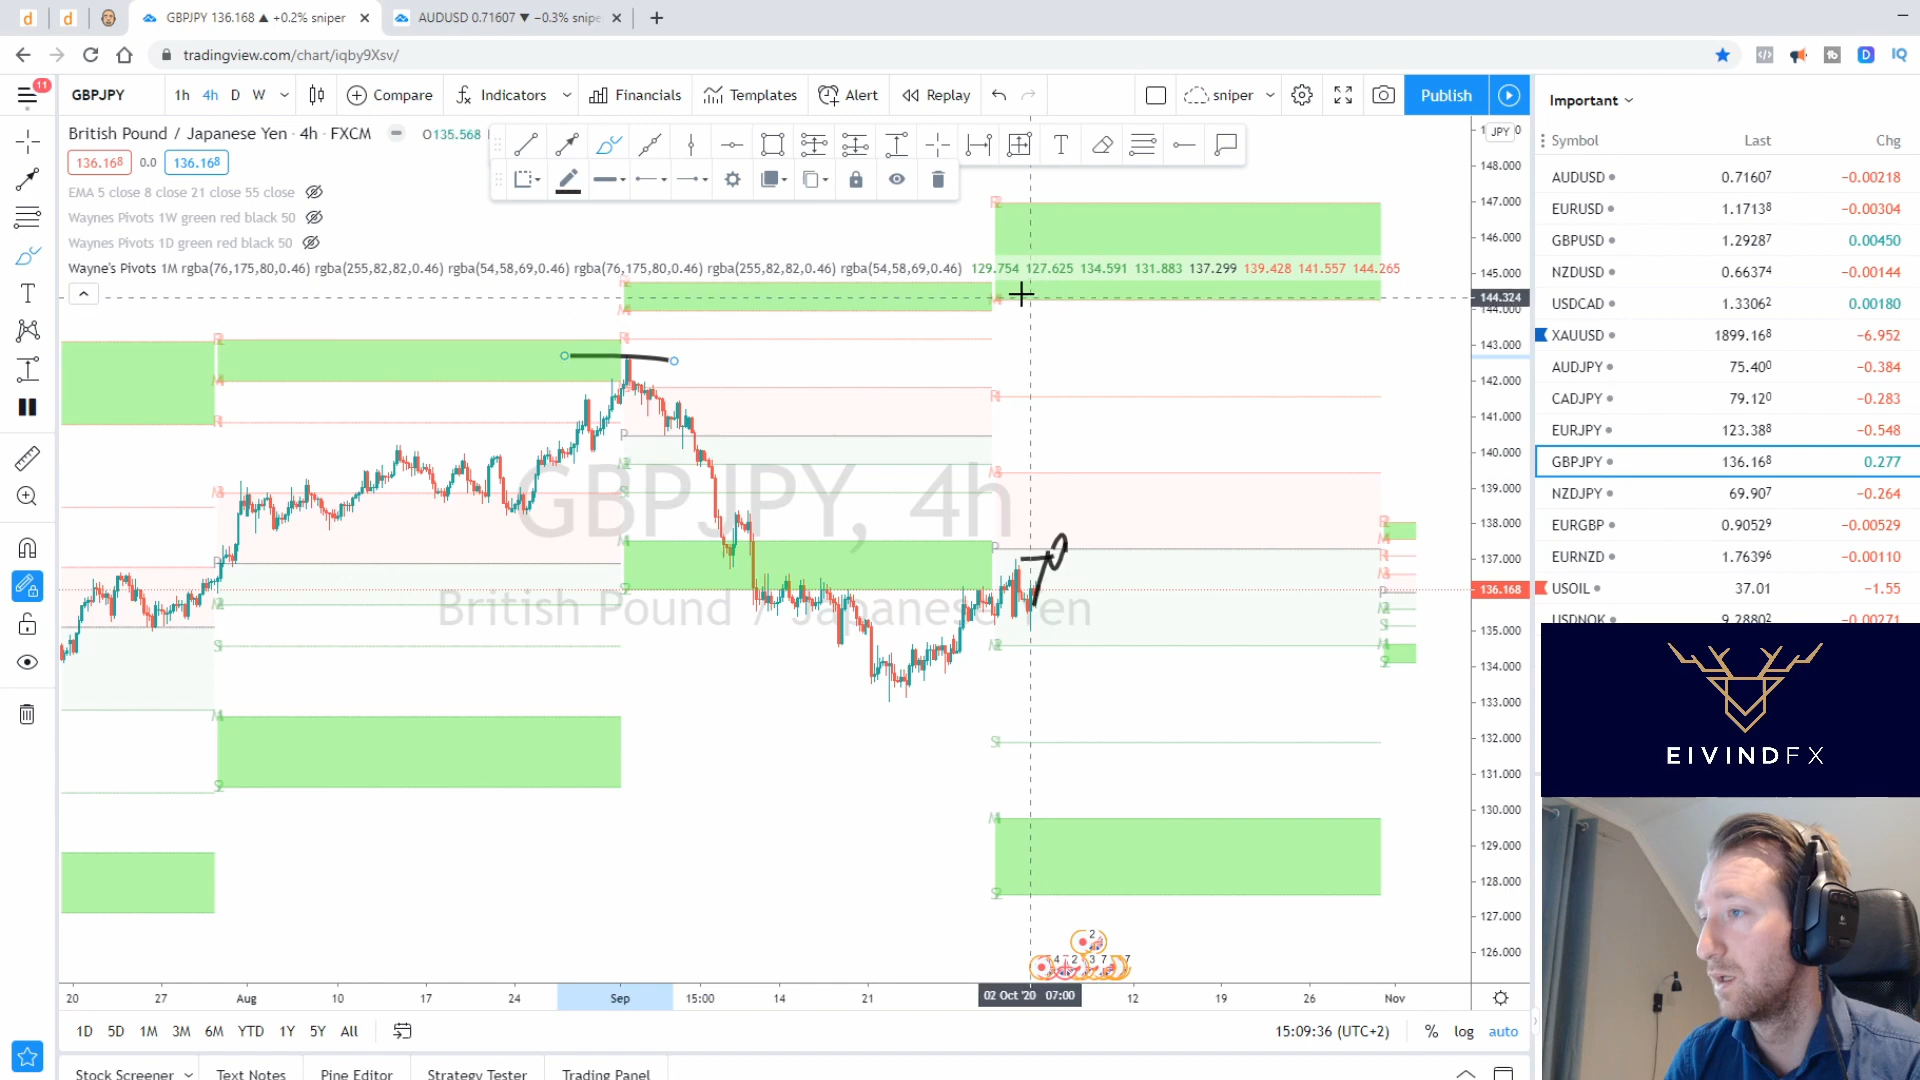 GBPJPY 136.168 ▲ +0.2% sniper
AUDUSD 0.71607 ▼ −0.3% snipe
tradingview.com/chart/iqby9Xsv/
11
GBPJPY 1h 4h D W Compare Indicators Financials Templates Alert Replay sniper Publish
British Pound / Japanese Yen · 4h · FXCM O135.568
136.168 0.0 136.168
EMA 5 close 8 close 21 close 55 close
Waynes Pivots 1W green red black 50
Waynes Pivots 1D green red black 50
Wayne's Pivots 1M rgba(76,175,80,0.46) rgba(255,82,82,0.46) rgba(54,58,69,0.46) rgba(76,175,80,0.46) rgba(255,82,82,0.46) rgba(54,58,69,0.46) 129.754 127.625 134.591 131.883 137.299 139.428 141.557 144.265
GBPJPY, 4h
British Pound / Japanese Yen
JPY
148.000
147.000
146.000
145.000
144.324
144.000
143.000
142.000
141.000
140.000
139.000
138.000
137.000
136.168
135.000
134.000
133.000
132.000
131.000
130.000
129.000
128.000
127.000
126.000
20 27 Aug 10 17 24 Sep 15:00 14 21 02 Oct '20 07:00 12 19 26 Nov
1D 5D 1M 3M 6M YTD 1Y 5Y All 15:09:36 (UTC+2) % log auto
Stock Screener Text Notes Pine Editor Strategy Tester Trading Panel
Important
Symbol Last Chg
AUDUSD 0.71607 −0.00218
EURUSD 1.17138 −0.00304
GBPUSD 1.29287 0.00450
NZDUSD 0.66374 −0.00144
USDCAD 1.33062 0.00180
XAUUSD 1899.168 −6.952
AUDJPY 75.400 −0.384
CADJPY 79.120 −0.283
EURJPY 123.388 −0.548
GBPJPY 136.168 0.277
NZDJPY 69.907 −0.264
EURGBP 0.90529 −0.00529
EURNZD 1.76396 −0.00110
USOIL 37.01 −1.55
USDNOK 9.28802 −0.00271
EIVINDFX